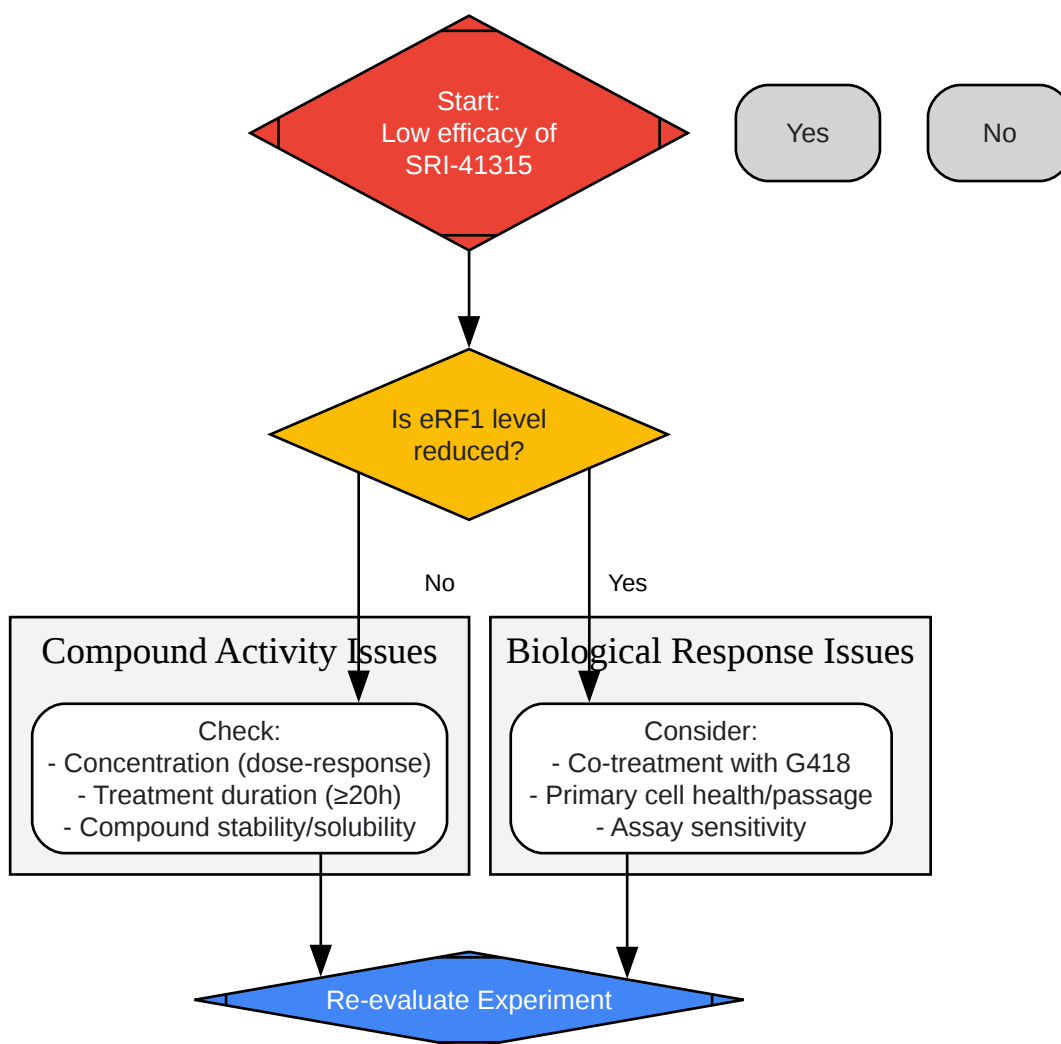 Start:
Low efficacy of
SRI-41315
Yes
No
Is eRF1 level
reduced?
No
Yes
Compound Activity Issues
Check:
- Concentration (dose-response)
- Treatment duration (≥20h)
- Compound stability/solubility
Biological Response Issues
Consider:
- Co-treatment with G418
- Primary cell health/passage
- Assay sensitivity
Re-evaluate Experiment